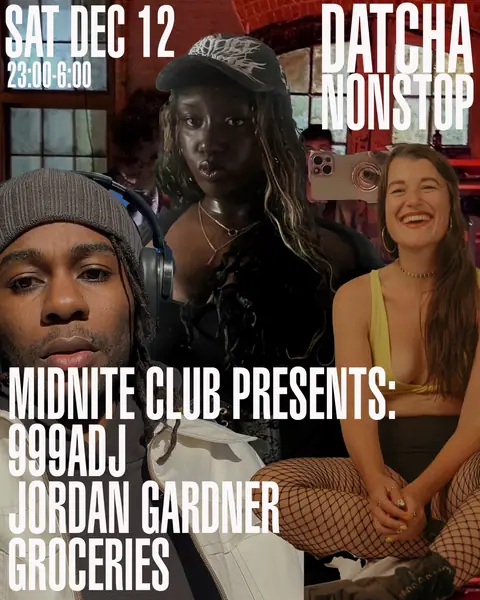 SAT DEC 12
23:00-6:00
DATCHA
NONSTOP
MIDNITE CLUB PRESENTS:
999ADJ
JORDAN GARDNER
GROCERIES